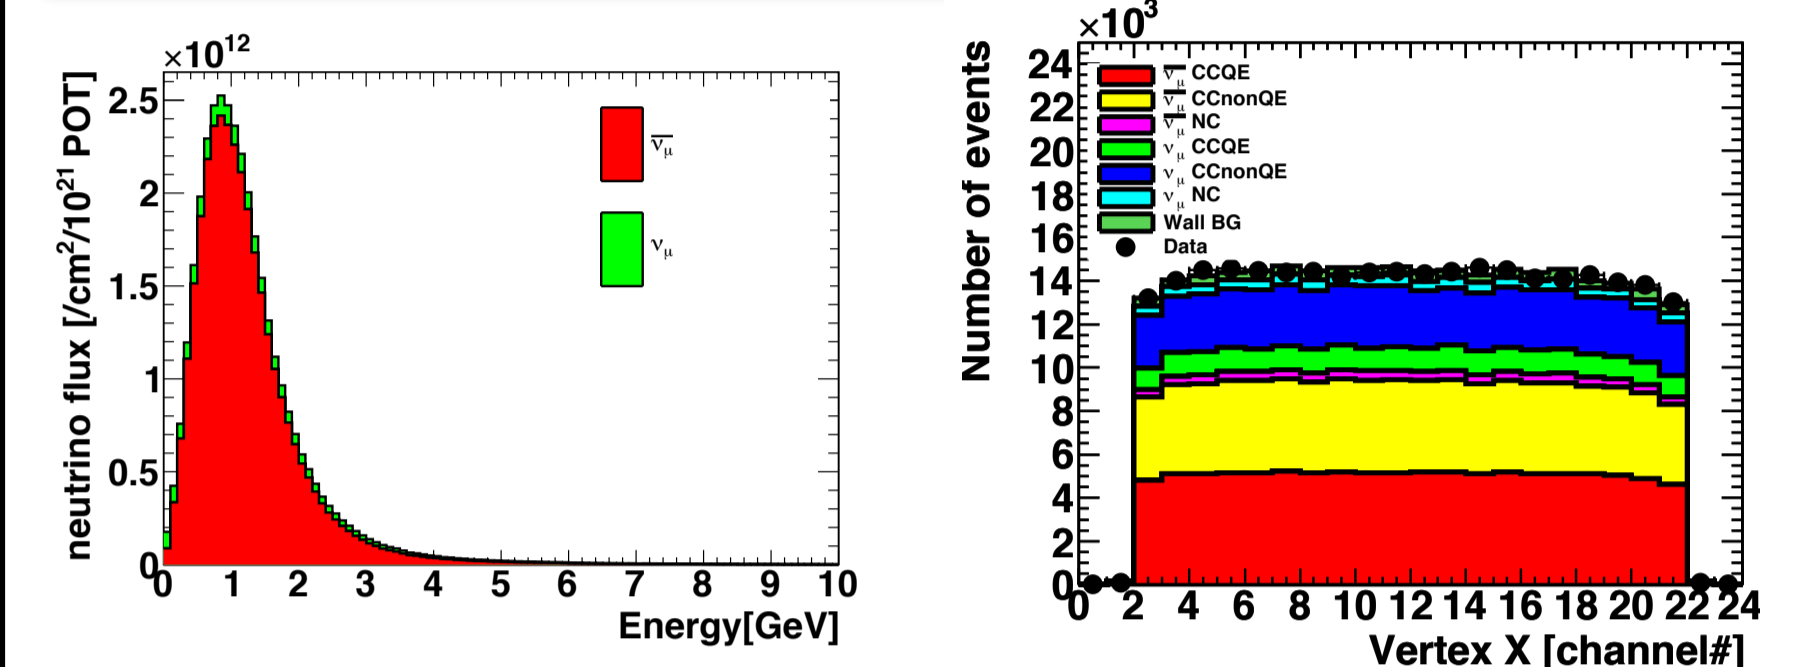 ×10¹²
neutrino flux [/cm²/10²¹ POT]
2.5
2
1.5
1
0.5
0
0 1 2 3 4 5 6 7 8 9 10
Energy[GeV]
ν̅μ
νμ
×10³
Number of events
24
22
20
18
16
14
12
10
8
6
4
2
0
0 2 4 6 8 10 12 14 16 18 20 22 24
Vertex X [channel#]
ν̅μ CCQE
ν̅μ CCnonQE
ν̅μ NC
νμ CCQE
νμ CCnonQE
νμ NC
Wall BG
Data